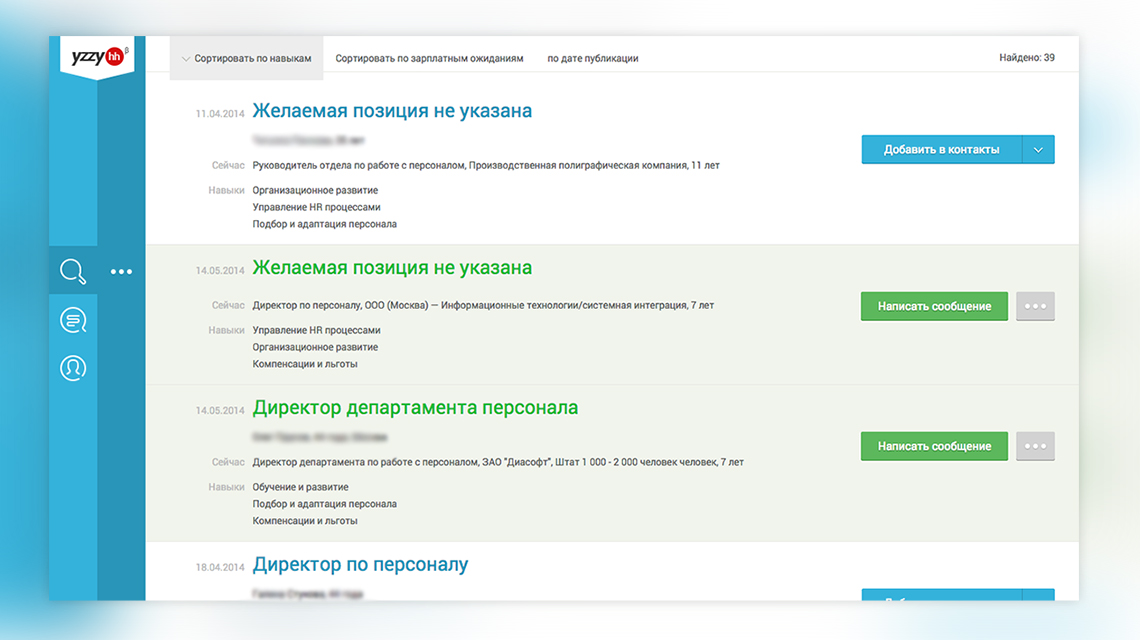 yzzy hh β
Сортировать по навыкам Сортировать по зарплатным ожиданиям по дате публикации Найдено: 39
11.04.2014 Желаемая позиция не указана
Добавить в контакты
Сейчас Руководитель отдела по работе с персоналом, Производственная полиграфическая компания, 11 лет
Навыки Организационное развитие
Управление HR процессами
Подбор и адаптация персонала
14.05.2014 Желаемая позиция не указана
Сейчас Директор по персоналу, ООО (Москва) — Информационные технологии/системная интеграция, 7 лет
Написать сообщение
Навыки Управление HR процессами
Организационное развитие
Компенсации и льготы
14.05.2014 Директор департамента персонала
Написать сообщение
Сейчас Директор департамента по работе с персоналом, ЗАО "Диасофт", Штат 1 000 - 2 000 человек человек, 7 лет
Навыки Обучение и развитие
Подбор и адаптация персонала
Компенсации и льготы
18.04.2014 Директор по персоналу